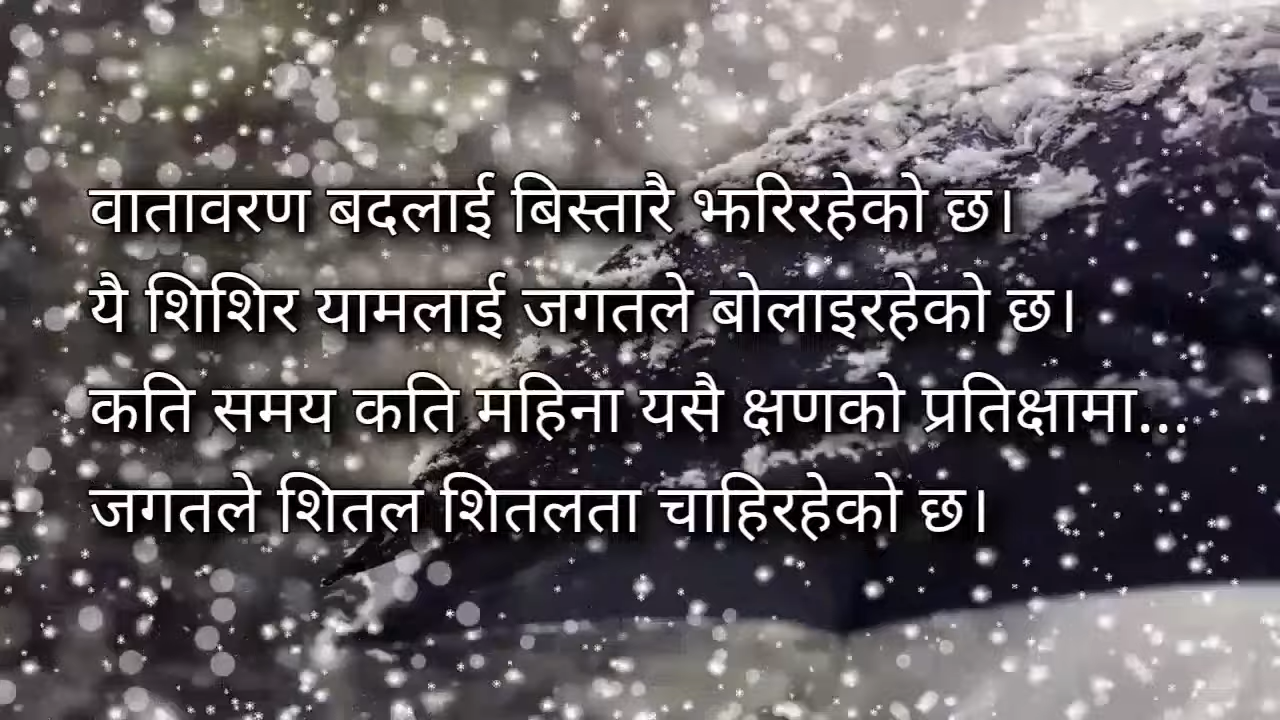 वातावरण बदलाई बिस्तारै झरिरहेको छ।
यै शिशिर यामलाई जगतले बोलाइरहेको छ।
कति समय कति महिना यसै क्षणको प्रतिक्षामा...
जगतले शितल शितलता चाहिरहेको छ।